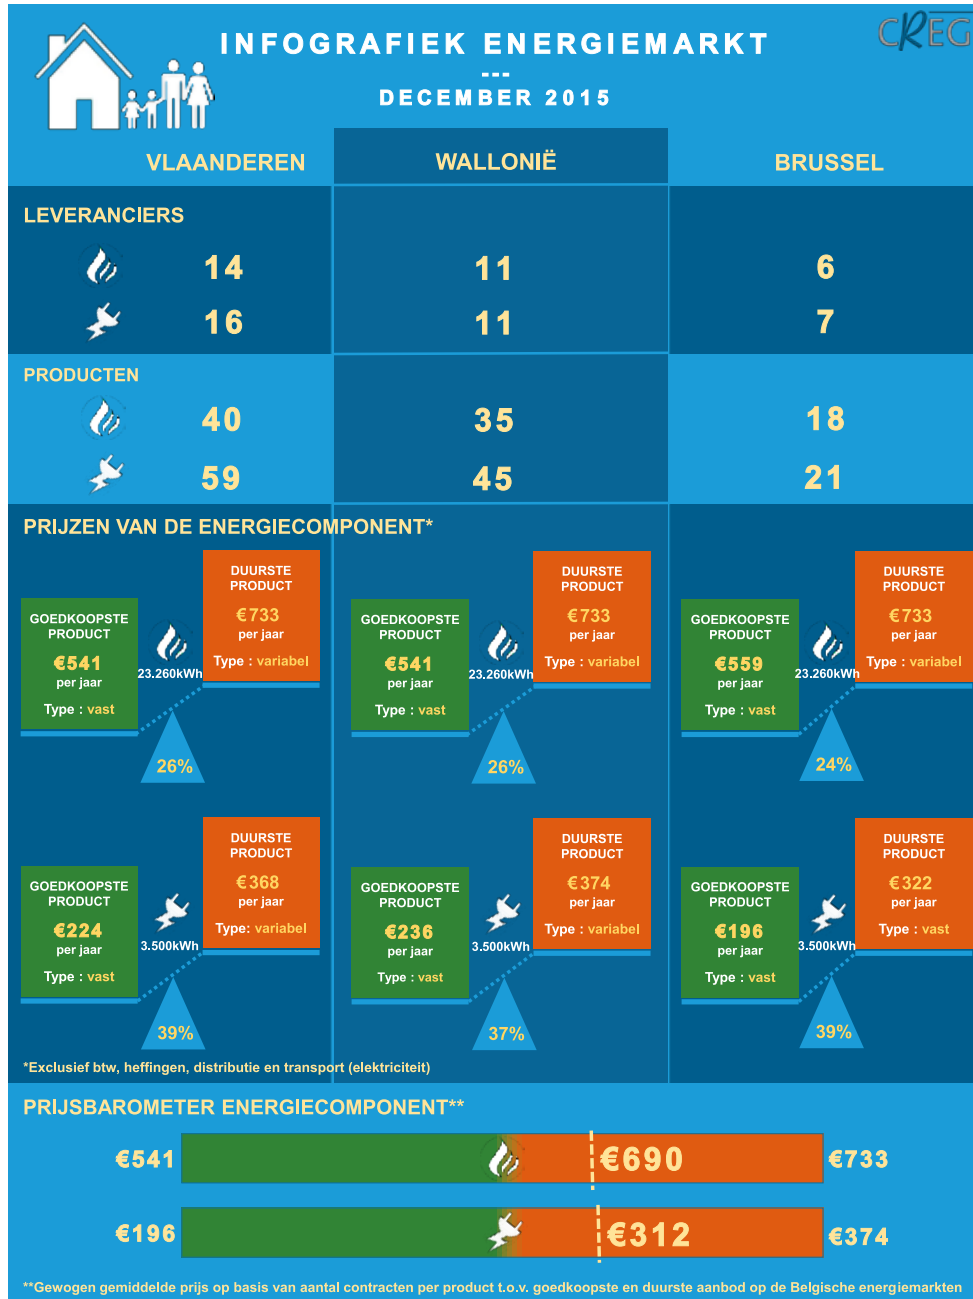 CREG
INFOGRAFIEK ENERGIEMARKT
---
DECEMBER 2015
VLAANDEREN WALLONIË BRUSSEL
LEVERANCIERS
14 11 6
16 11 7
PRODUCTEN
40 35 18
59 45 21
PRIJZEN VAN DE ENERGIECOMPONENT*
GOEDKOOPSTE
PRODUCT
€541
per jaar
Type : vast
23.260kWh
DUURSTE
PRODUCT
€733
per jaar
Type : variabel
26%
GOEDKOOPSTE
PRODUCT
€541
per jaar
Type : vast
23.260kWh
DUURSTE
PRODUCT
€733
per jaar
Type : variabel
26%
GOEDKOOPSTE
PRODUCT
€559
per jaar
Type : vast
23.260kWh
DUURSTE
PRODUCT
€733
per jaar
Type : variabel
24%
GOEDKOOPSTE
PRODUCT
€224
per jaar
Type : vast
3.500kWh
DUURSTE
PRODUCT
€368
per jaar
Type: variabel
39%
GOEDKOOPSTE
PRODUCT
€236
per jaar
Type : vast
3.500kWh
DUURSTE
PRODUCT
€374
per jaar
Type : variabel
37%
GOEDKOOPSTE
PRODUCT
€196
per jaar
Type : vast
3.500kWh
DUURSTE
PRODUCT
€322
per jaar
Type : vast
39%
*Exclusief btw, heffingen, distributie en transport (elektriciteit)
PRIJSBAROMETER ENERGIECOMPONENT**
€541 €690 €733
€196 €312 €374
**Gewogen gemiddelde prijs op basis van aantal contracten per product t.o.v. goedkoopste en duurste aanbod op de Belgische energiemarkten